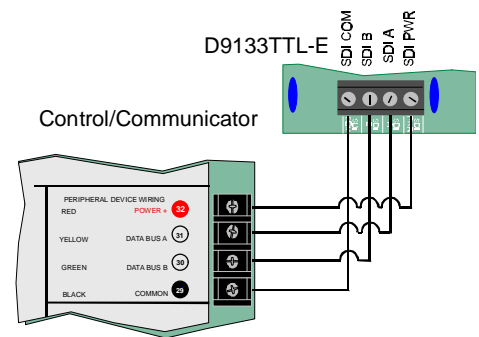 D9133TTL-E
SDI COM
SDI B
SDI A
SDI PWR
Control/Communicator
PERIPHERAL DEVICE WIRING
RED POWER + 32
YELLOW DATA BUS A 31
GREEN DATA BUS B 30
BLACK COMMON 29